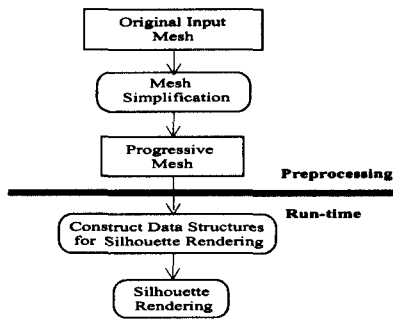 Original Input
Mesh
Mesh
Simplification
Progressive
Mesh
Preprocessing
Run-time
Construct Data Structures
for Silhouette Rendering
Silhouette
Rendering